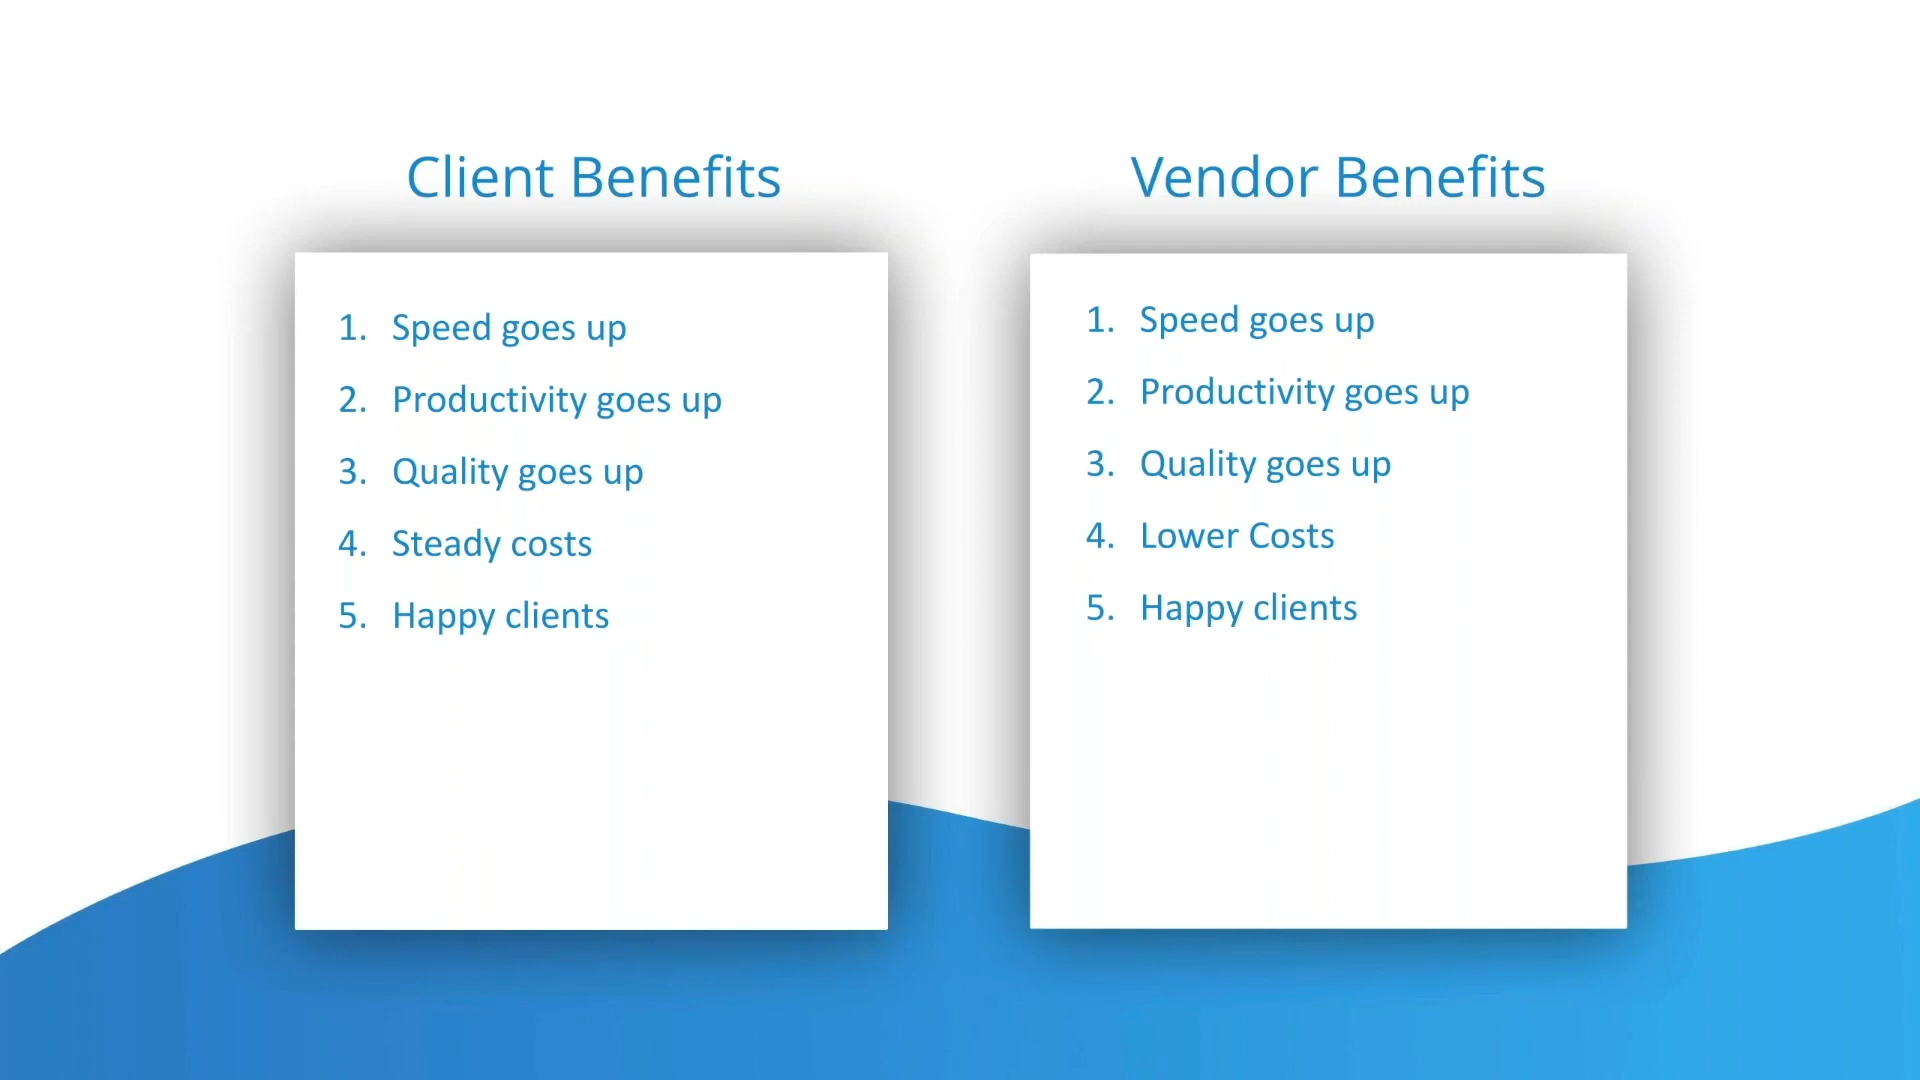 Client Benefits
1. Speed goes up
2. Productivity goes up
3. Quality goes up
4. Steady costs
5. Happy clients
Vendor Benefits
1. Speed goes up
2. Productivity goes up
3. Quality goes up
4. Lower Costs
5. Happy clients